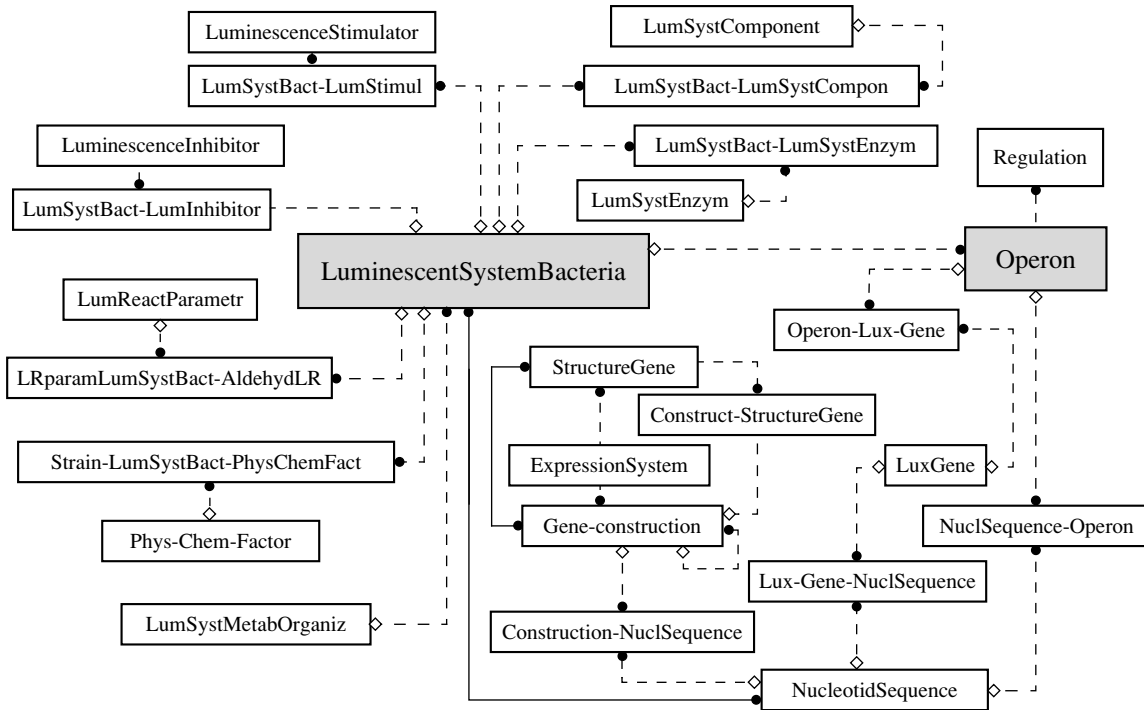 LuminescenceStimulator
LumSystComponent
LumSystBact-LumStimul
LumSystBact-LumSystCompon
LuminescenceInhibitor
LumSystBact-LumSystEnzym
Regulation
LumSystBact-LumInhibitor
LumSystEnzym
LuminescentSystemBacteria
Operon
LumReactParametr
Operon-Lux-Gene
LRparamLumSystBact-AldehydLR
StructureGene
Construct-StructureGene
Strain-LumSystBact-PhysChemFact
ExpressionSystem
LuxGene
Phys-Chem-Factor
Gene-construction
NuclSequence-Operon
Lux-Gene-NuclSequence
LumSystMetabOrganiz
Construction-NuclSequence
NucleotidSequence